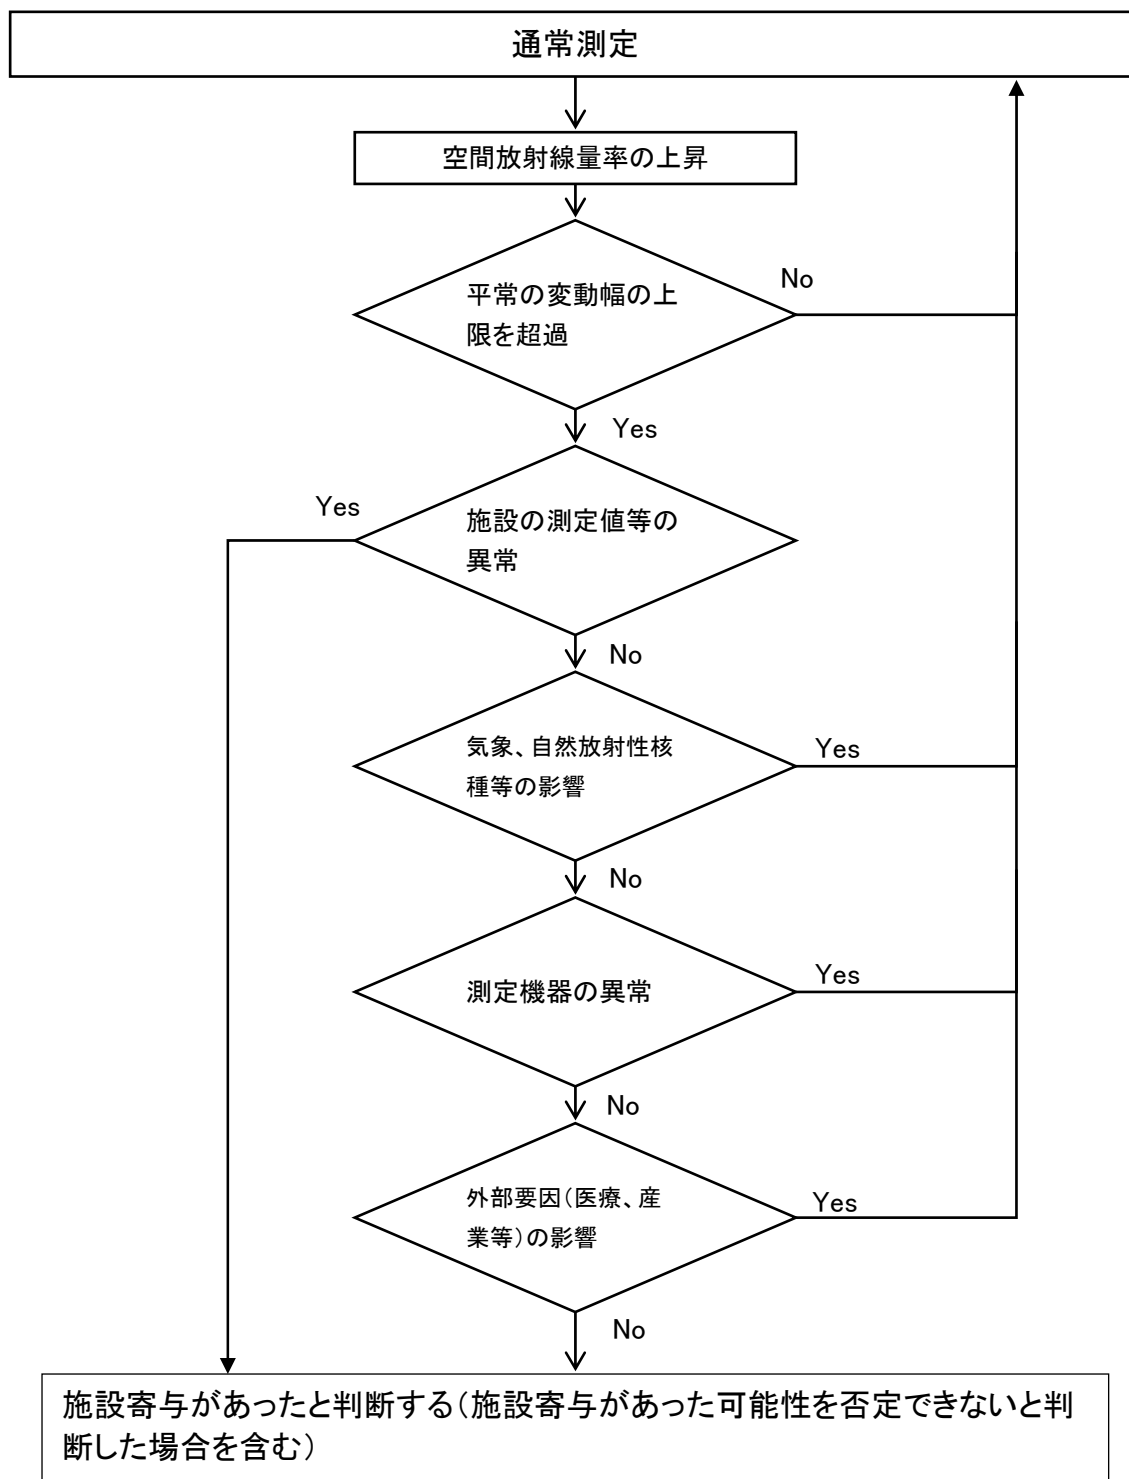 通常測定
空間放射線量率の上昇
No
平常の変動幅の上
限を超過
Yes
Yes
施設の測定値等の
異常
No
気象、自然放射性核
種等の影響
Yes
No
測定機器の異常
Yes
No
外部要因（医療、産
業等）の影響
Yes
No
施設寄与があったと判断する（施設寄与があった可能性を否定できないと判
断した場合を含む）